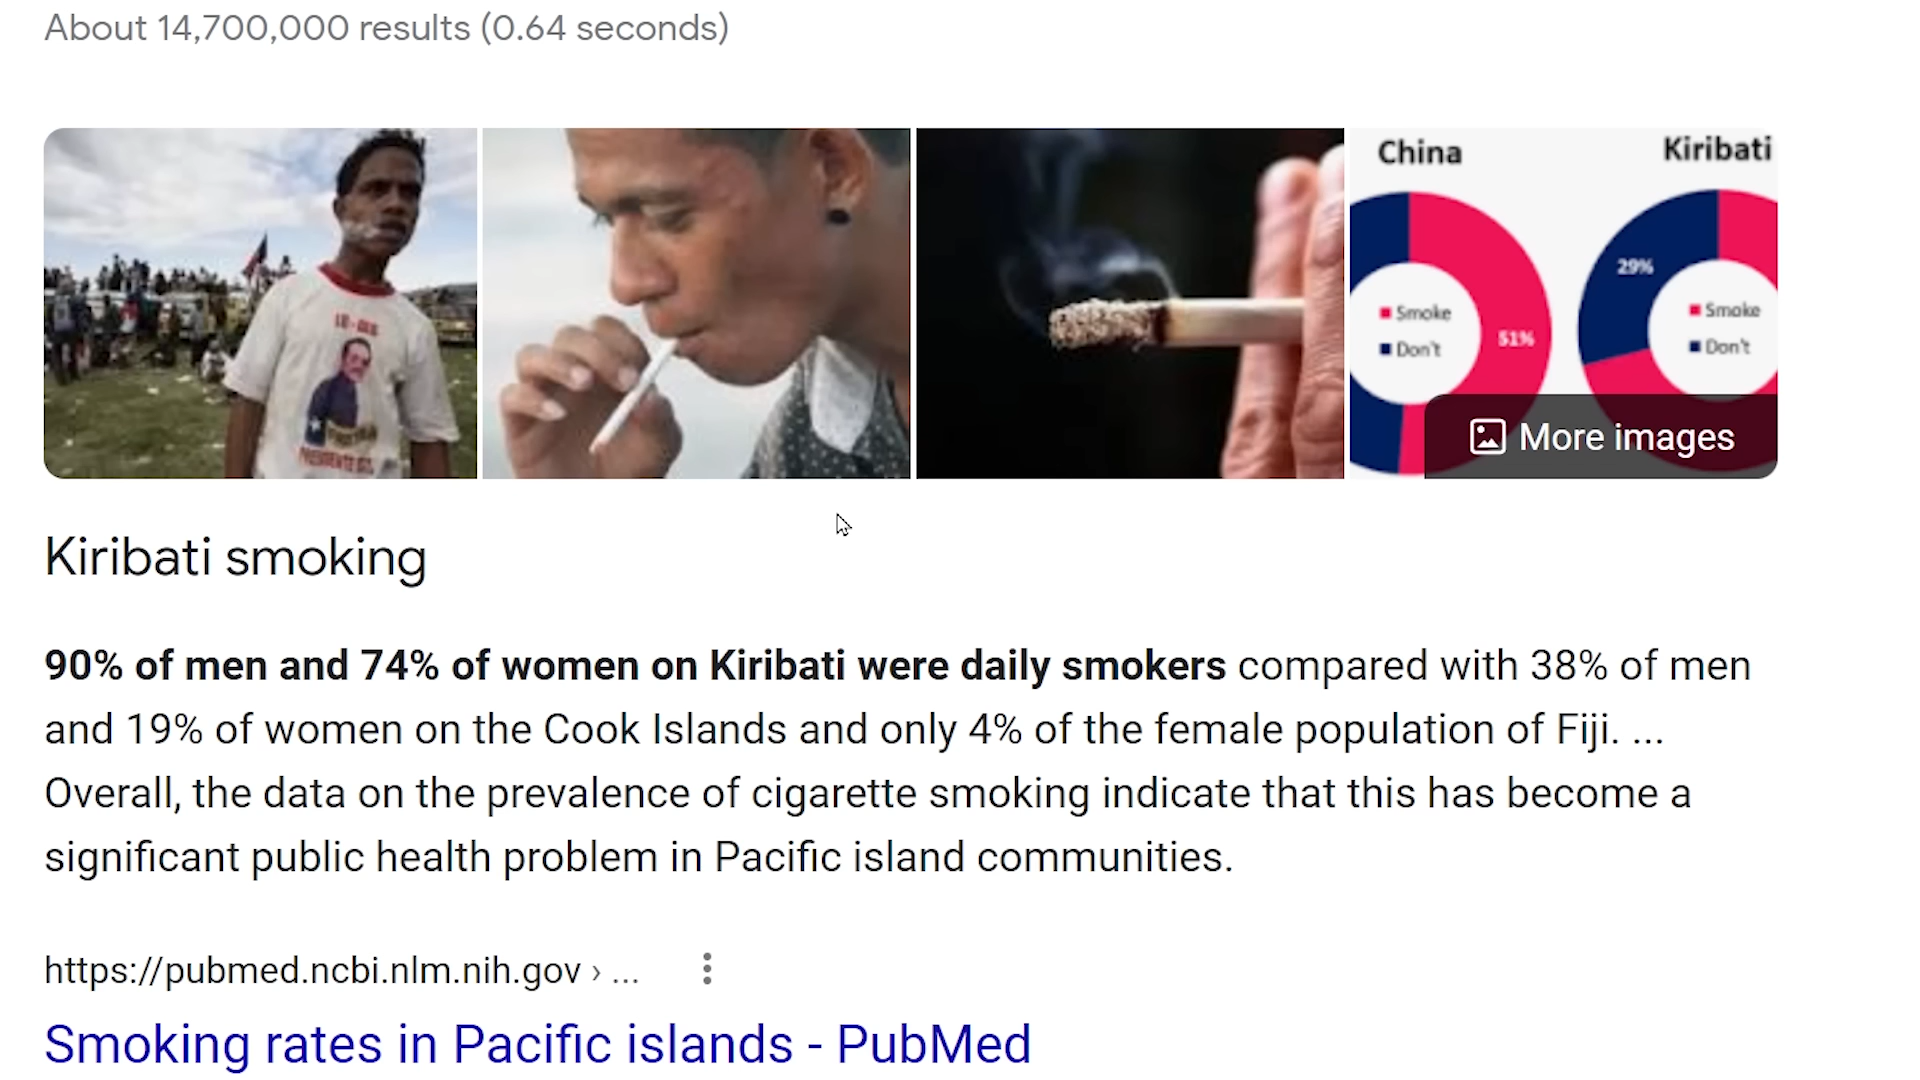 About 14,700,000 results (0.64 seconds)
China
Kiribati
29%
Smoke
Don't
51%
Smoke
Don't
More images
Kiribati smoking
90% of men and 74% of women on Kiribati were daily smokers compared with 38% of men
and 19% of women on the Cook Islands and only 4% of the female population of Fiji. ...
Overall, the data on the prevalence of cigarette smoking indicate that this has become a
significant public health problem in Pacific island communities.
https://pubmed.ncbi.nlm.nih.gov › ...
Smoking rates in Pacific islands - PubMed